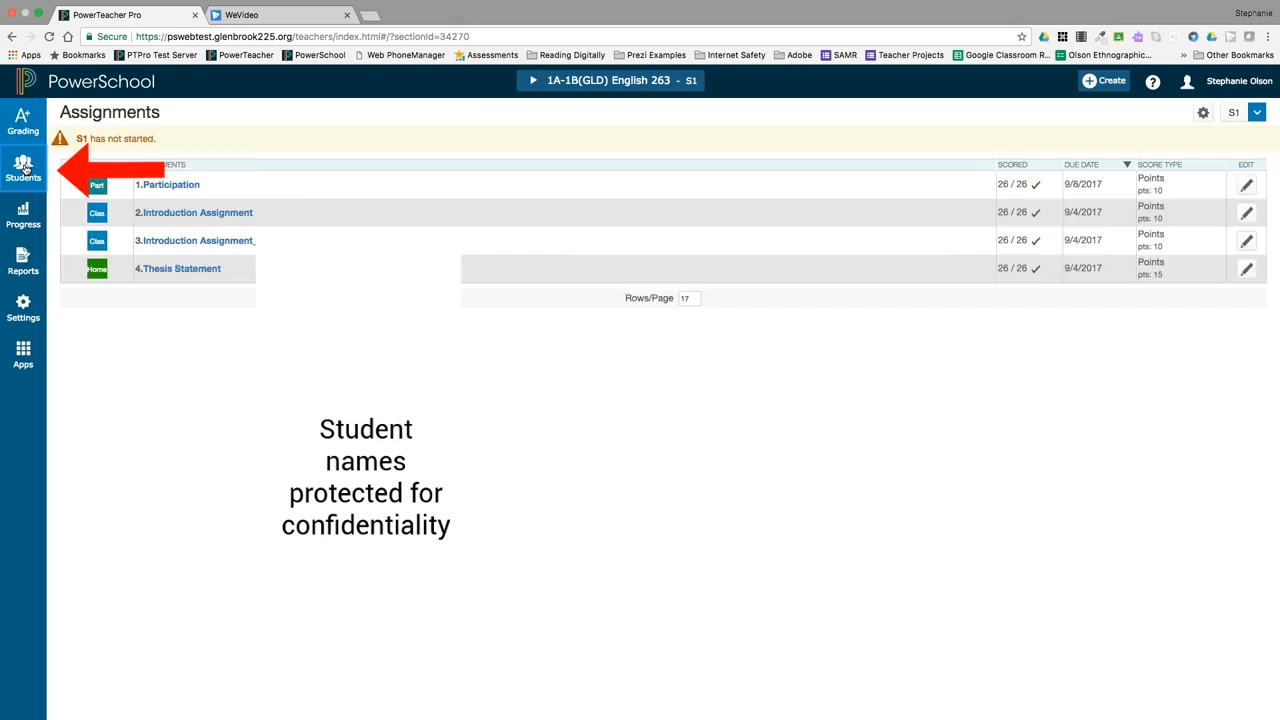 PowerTeacher Pro
WeVideo
Stephanie
Secure https://pswebtest.glenbrook225.org/teachers/index.html#/?sectionId=34270
Apps Bookmarks PTPro Test Server PowerTeacher PowerSchool Web PhoneManager Assessments Reading Digitally Prezi Examples Internet Safety Adobe SAMR Teacher Projects Google Classroom R... Olson Ethnographic... » Other Bookmarks
PowerSchool
1A-1B(GLD) English 263 - S1
Create
?
Stephanie Olson
A+
Grading
Students
Progress
Reports
Settings
Apps
Assignments
S1
S1 has not started.
SCORED DUE DATE SCORE TYPE EDIT
Part 1.Participation 26 / 26 9/8/2017 Points
pts: 10
Clas 2.Introduction Assignment 26 / 26 9/4/2017 Points
pts: 10
Clas 3.Introduction Assignment_ 26 / 26 9/4/2017 Points
pts: 10
Home 4.Thesis Statement 26 / 26 9/4/2017 Points
pts: 15
Rows/Page 17
Student
names
protected for
confidentiality